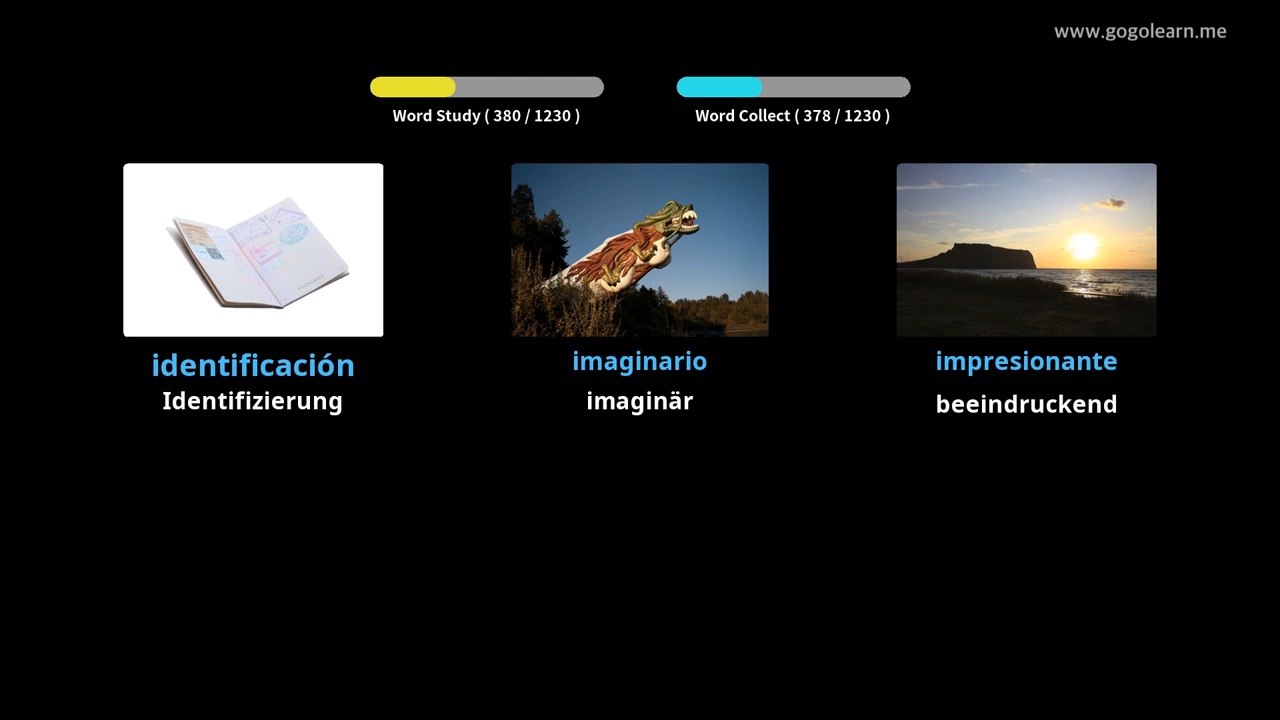 www.gogolearn.me
Word Study ( 380 / 1230 )
Word Collect ( 378 / 1230 )
identificación
Identifizierung
imaginario
imaginär
impresionante
beeindruckend